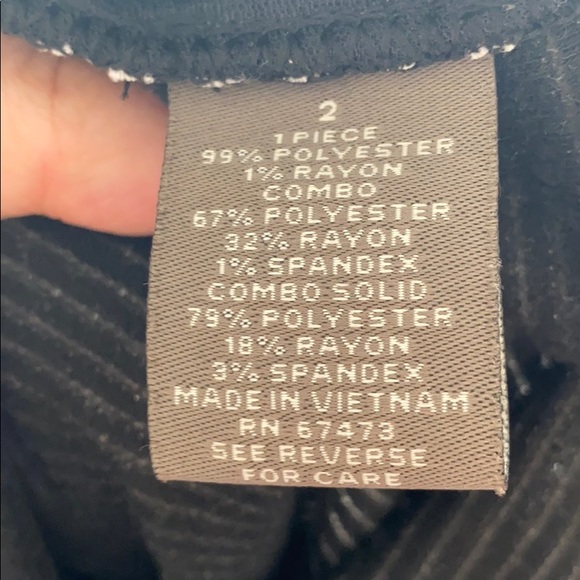 2
1 PIECE
99% POLYESTER
1% RAYON
COMBO
67% POLYESTER
32% RAYON
1% SPANDEX
COMBO SOLID
79% POLYESTER
18% RAYON
3% SPANDEX
MADE IN VIETNAM
RN 67473
SEE REVERSE
FOR CARE